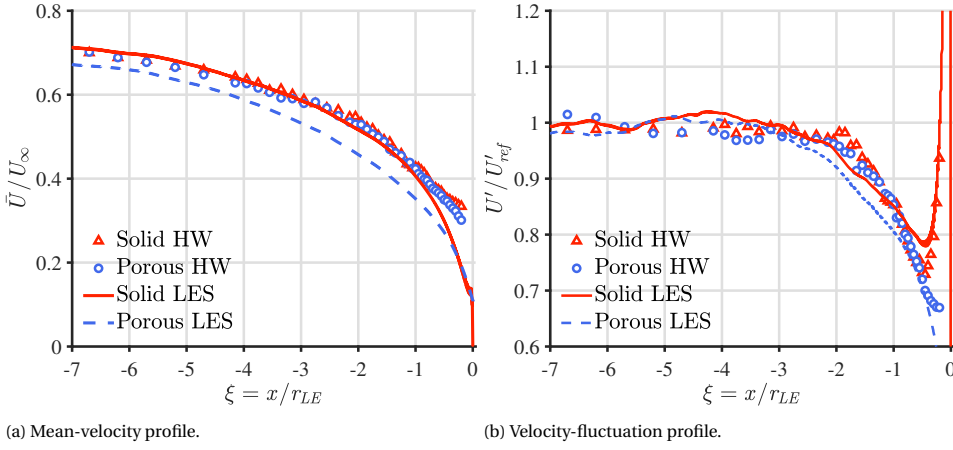 0.8
0.6
0.4
0.2
0
Ū/U∞
Solid HW
Porous HW
Solid LES
Porous LES
-7 -6 -5 -4 -3 -2 -1 0
ξ = x/r_LE
(a) Mean-velocity profile.
1.2
1.1
1.0
0.9
0.8
0.7
0.6
U′/U′_ref
Solid HW
Porous HW
Solid LES
Porous LES
-7 -6 -5 -4 -3 -2 -1 0
ξ = x/r_LE
(b) Velocity-fluctuation profile.